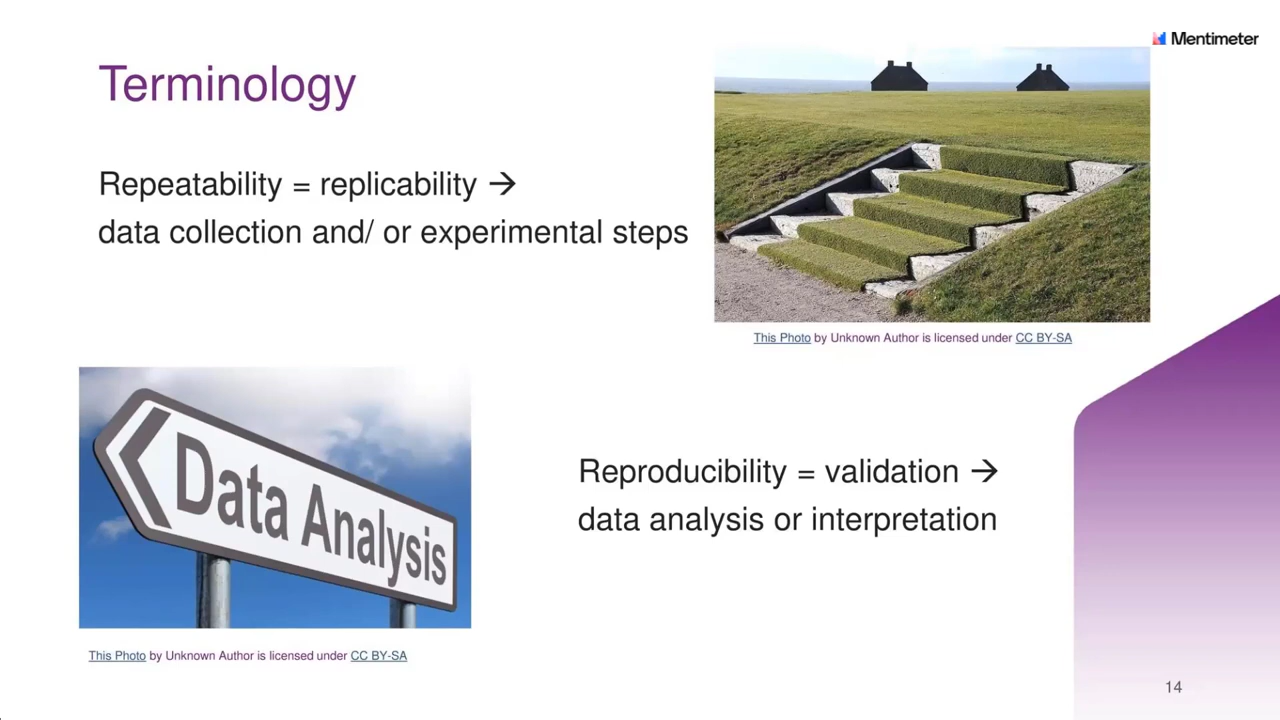 Mentimeter
Terminology
Repeatability = replicability →
data collection and/ or experimental steps
This Photo by Unknown Author is licensed under CC BY-SA
Data Analysis
Reproducibility = validation →
data analysis or interpretation
This Photo by Unknown Author is licensed under CC BY-SA
14